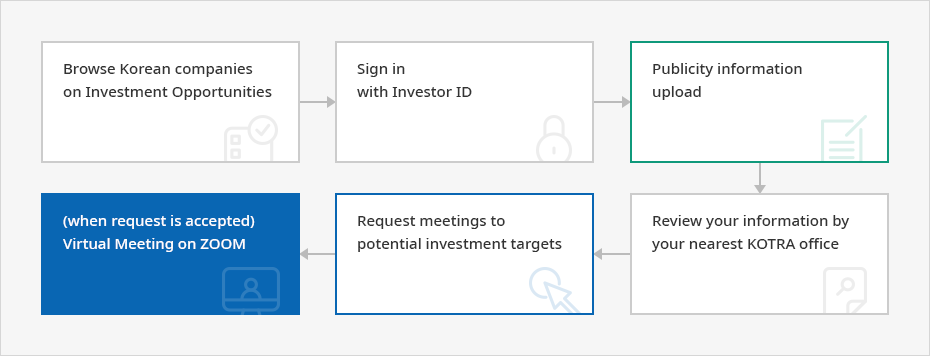 Browse Korean companies
on Investment Opportunities
Sign in
with Investor ID
Publicity information
upload
Review your information by
your nearest KOTRA office
Request meetings to
potential investment targets
(when request is accepted)
Virtual Meeting on ZOOM